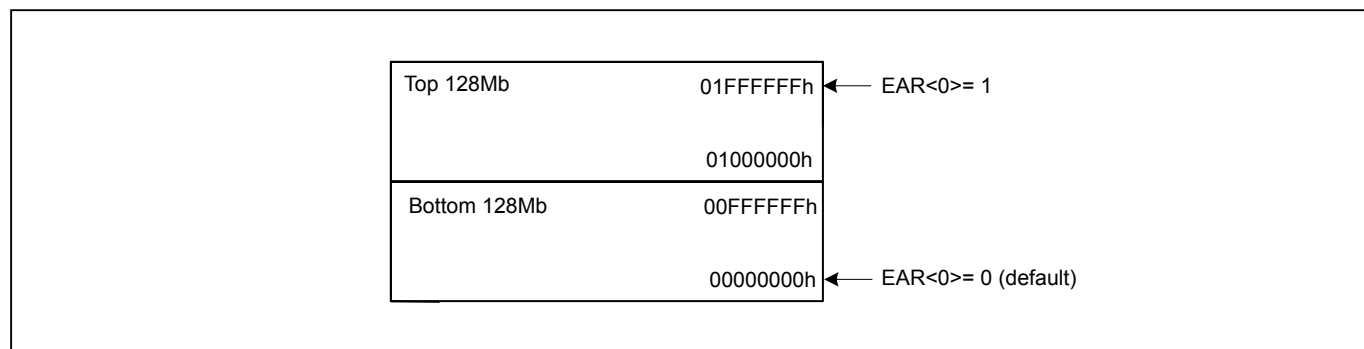 Top 128Mb 01FFFFFFh EAR<0>= 1
01000000h
Bottom 128Mb 00FFFFFFh
00000000h EAR<0>= 0 (default)